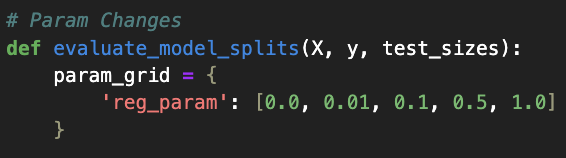 # Param Changes
def evaluate_model_splits(X, y, test_sizes):
    param_grid = {
        'reg_param': [0.0, 0.01, 0.1, 0.5, 1.0]
    }